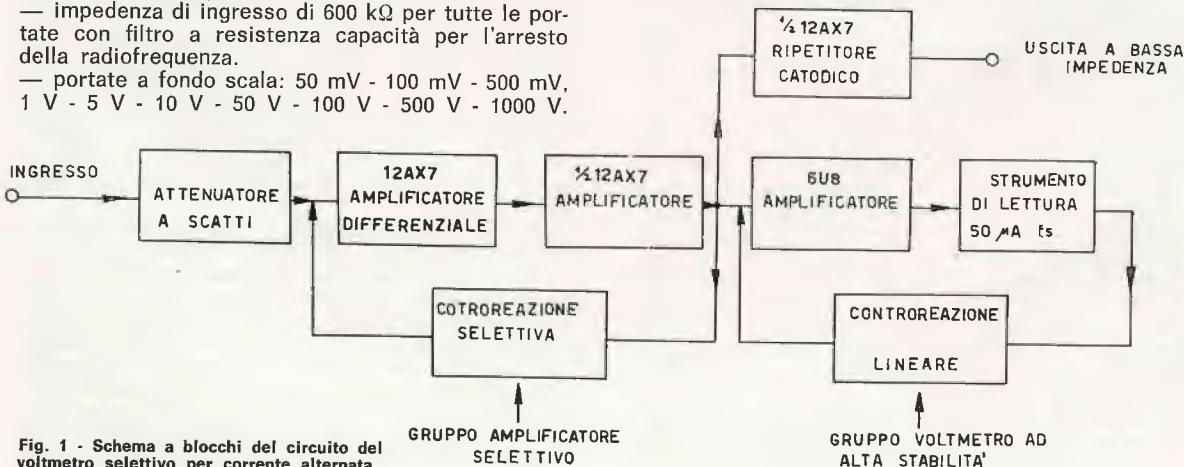 — impedenza di ingresso di 600 kΩ per tutte le por-
tate con filtro a resistenza capacità per l'arresto
della radiofrequenza.
— portate a fondo scala: 50 mV - 100 mV - 500 mV,
1 V - 5 V - 10 V - 50 V - 100 V - 500 V - 1000 V.
½ 12AX7
RIPETITORE
CATODICO
USCITA A BASSA
IMPEDENZA
INGRESSO
ATTENUATORE
A SCATTI
12AX7
AMPLIFICATORE
DIFFERENZIALE
½ 12AX7
AMPLIFICATORE
6U8
AMPLIFICATORE
STRUMENTO
DI LETTURA
50 µA fs
COTROREAZIONE
SELETTIVA
CONTROREAZIONE
LINEARE
GRUPPO AMPLIFICATORE
SELETTIVO
GRUPPO VOLTMETRO AD
ALTA STABILITA'
Fig. 1 - Schema a blocchi del circuito del
voltmetro selettivo per corrente alternata.